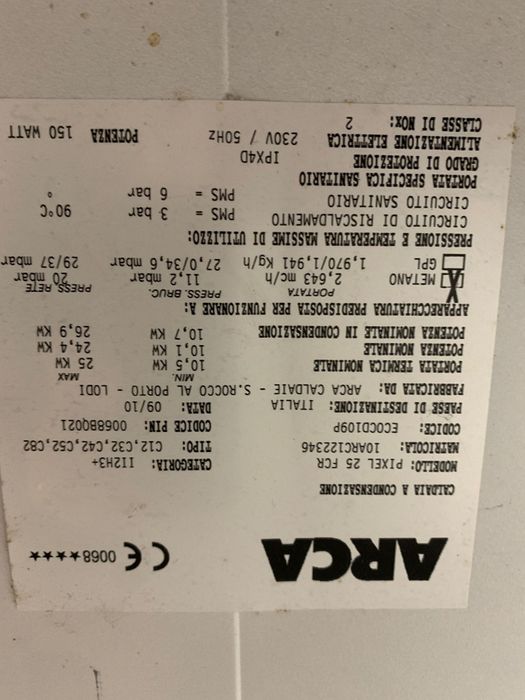 ARCA
CE 0068 ★★★★
CALDAIA A CONDENSAZIONE
MODELLO: PIXEL 25 FCR CATEGORIA: II2H3+
MATRICOLA: 10ARC122346 TIPO: C12,C32,C42,C52,C82
CODICE: ECOCD109P CODICE PIN: 0068BQ021
PAESE DI DESTINAZIONE: ITALIA DATA: 09/10
FABBRICATA DA: ARCA CALDAIE - S.ROCCO AL PORTO - LODI
MIN. MAX
PORTATA TERMICA NOMINALE 10,5 KW 25 KW
POTENZA NOMINALE 10,1 KW 24,4 KW
POTENZA NOMINALE IN CONDENSAZIONE 10,7 KW 26,9 KW
APPARECCHIATURA PREDISPOSTA PER FUNZIONARE A:
PORTATA PRESS. BRUC. PRESS. RETE
X METANO 2,643 mc/h 11,2 mbar 20 mbar
GPL 1,970/1,941 Kg/h 27,0/34,6 mbar 29/37 mbar
PRESSIONE E TEMPERATURA MASSIME DI UTILIZZO:
CIRCUITO DI RISCALDAMENTO PMS = 3 bar 90°C
CIRCUITO SANITARIO PMS = 6 bar °
PORTATA SPECIFICA SANITARIO
GRADO DI PROTEZIONE IPX4D
ALIMENTAZIONE ELETTRICA 230V / 50Hz POTENZA 150 WATT
CLASSE DI NOX: 2